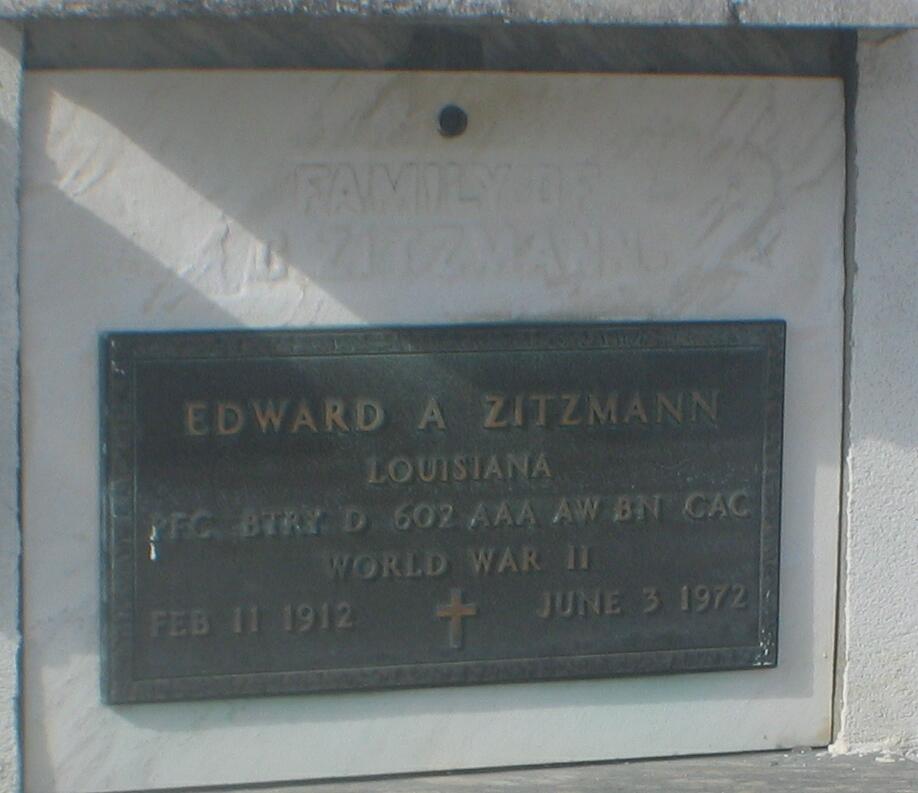 FAMILY OF
ZITZMANN
EDWARD A ZITZMANN
LOUISIANA
PFC BTRY D 602 AAA AW BN CAC
WORLD WAR II
FEB 11 1912 JUNE 3 1972